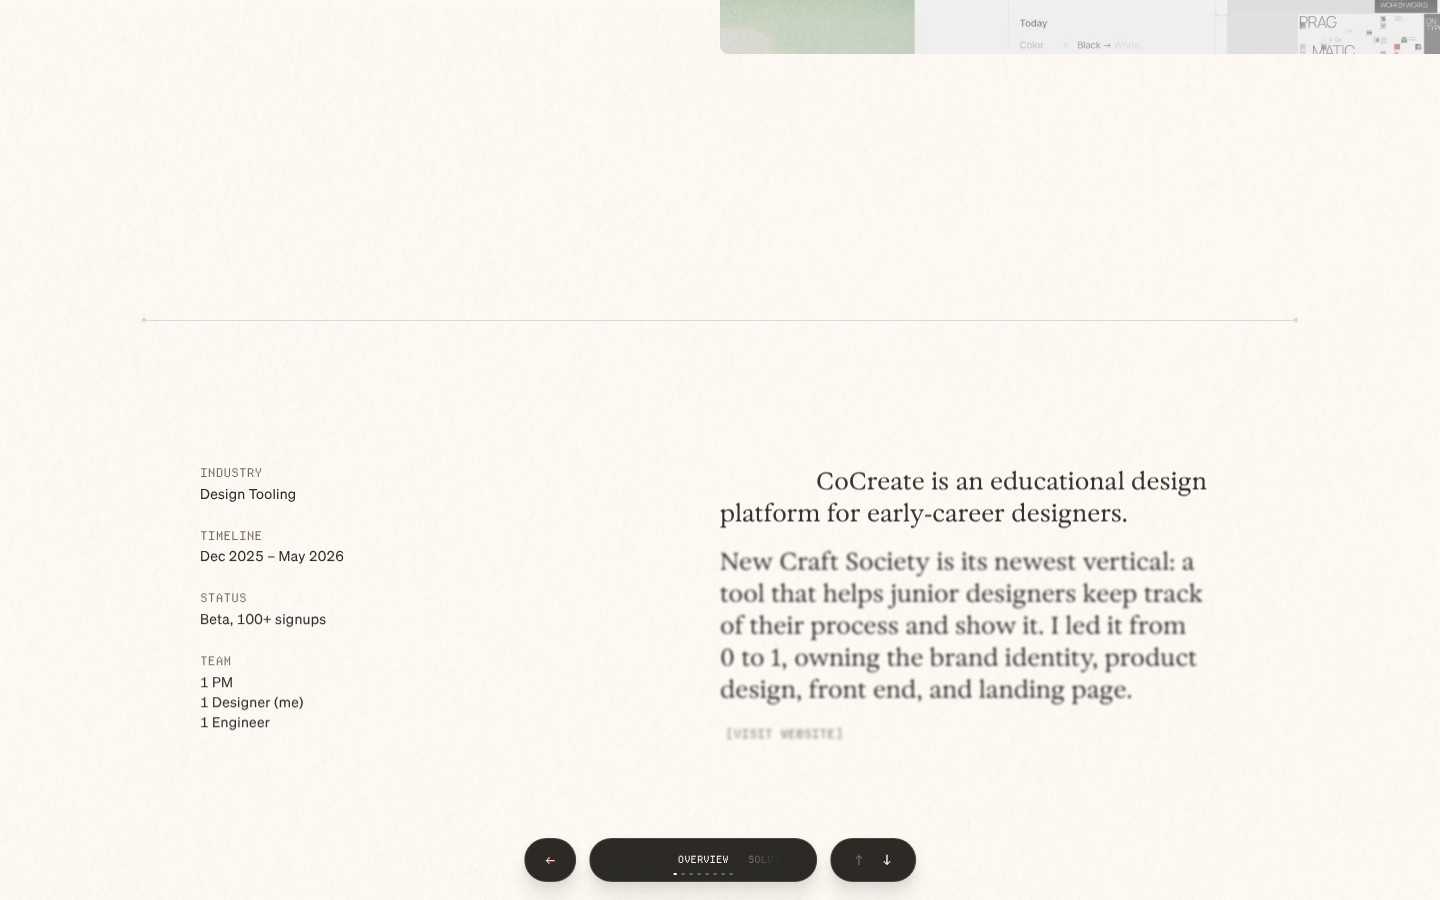 WORKBYWORKS
Today
PRAG
ON
Color
Black → White
MATIC
INDUSTRY
Design Tooling
TIMELINE
Dec 2025 – May 2026
STATUS
Beta, 100+ signups
TEAM
1 PM
1 Designer (me)
1 Engineer
CoCreate is an educational design
platform for early-career designers.
New Craft Society is its newest vertical: a
tool that helps junior designers keep track
of their process and show it. I led it from
0 to 1, owning the brand identity, product
design, front end, and landing page.
[VISIT WEBSITE]
← OVERVIEW ↑ ↓